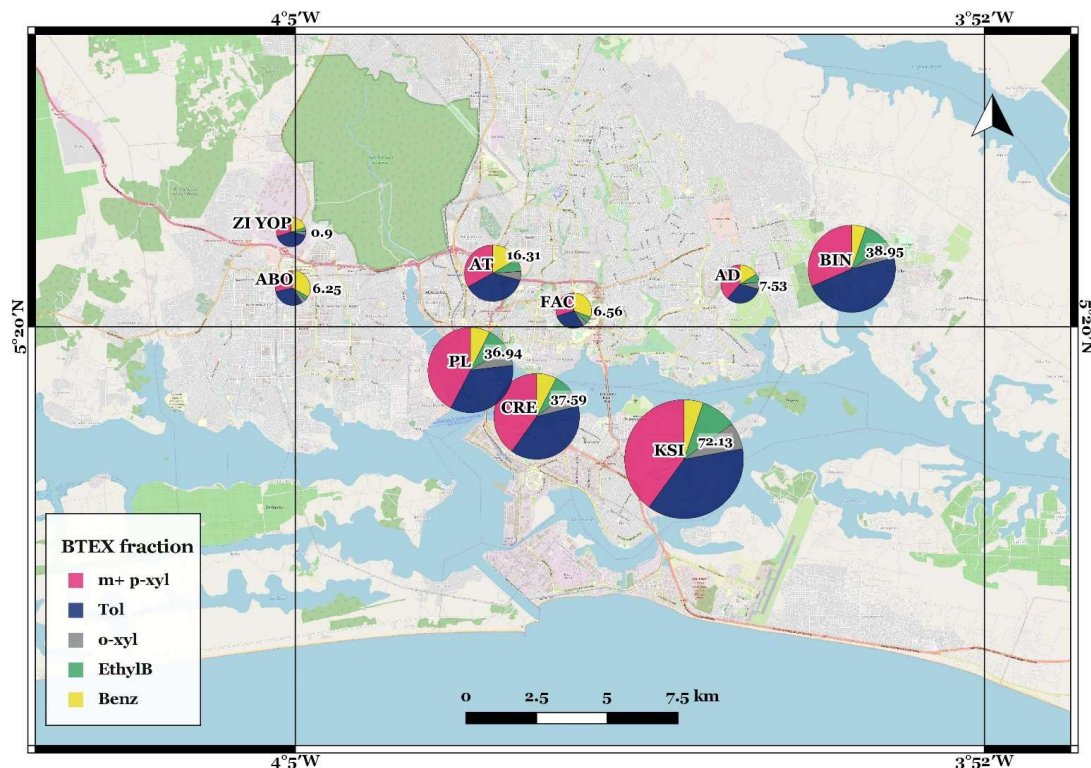 4°5'W
3°52'W
ZI YOP
0.9
ABO
6.25
AT
16.31
FAC
6.56
AD
7.53
BIN
38.95
5°20'N
5°20'N
PL
36.94
CRE
37.59
KSI
72.13
BTEX fraction
m+ p-xyl
Tol
o-xyl
EthylB
Benz
0
2.5
5
7.5 km
4°5'W
3°52'W